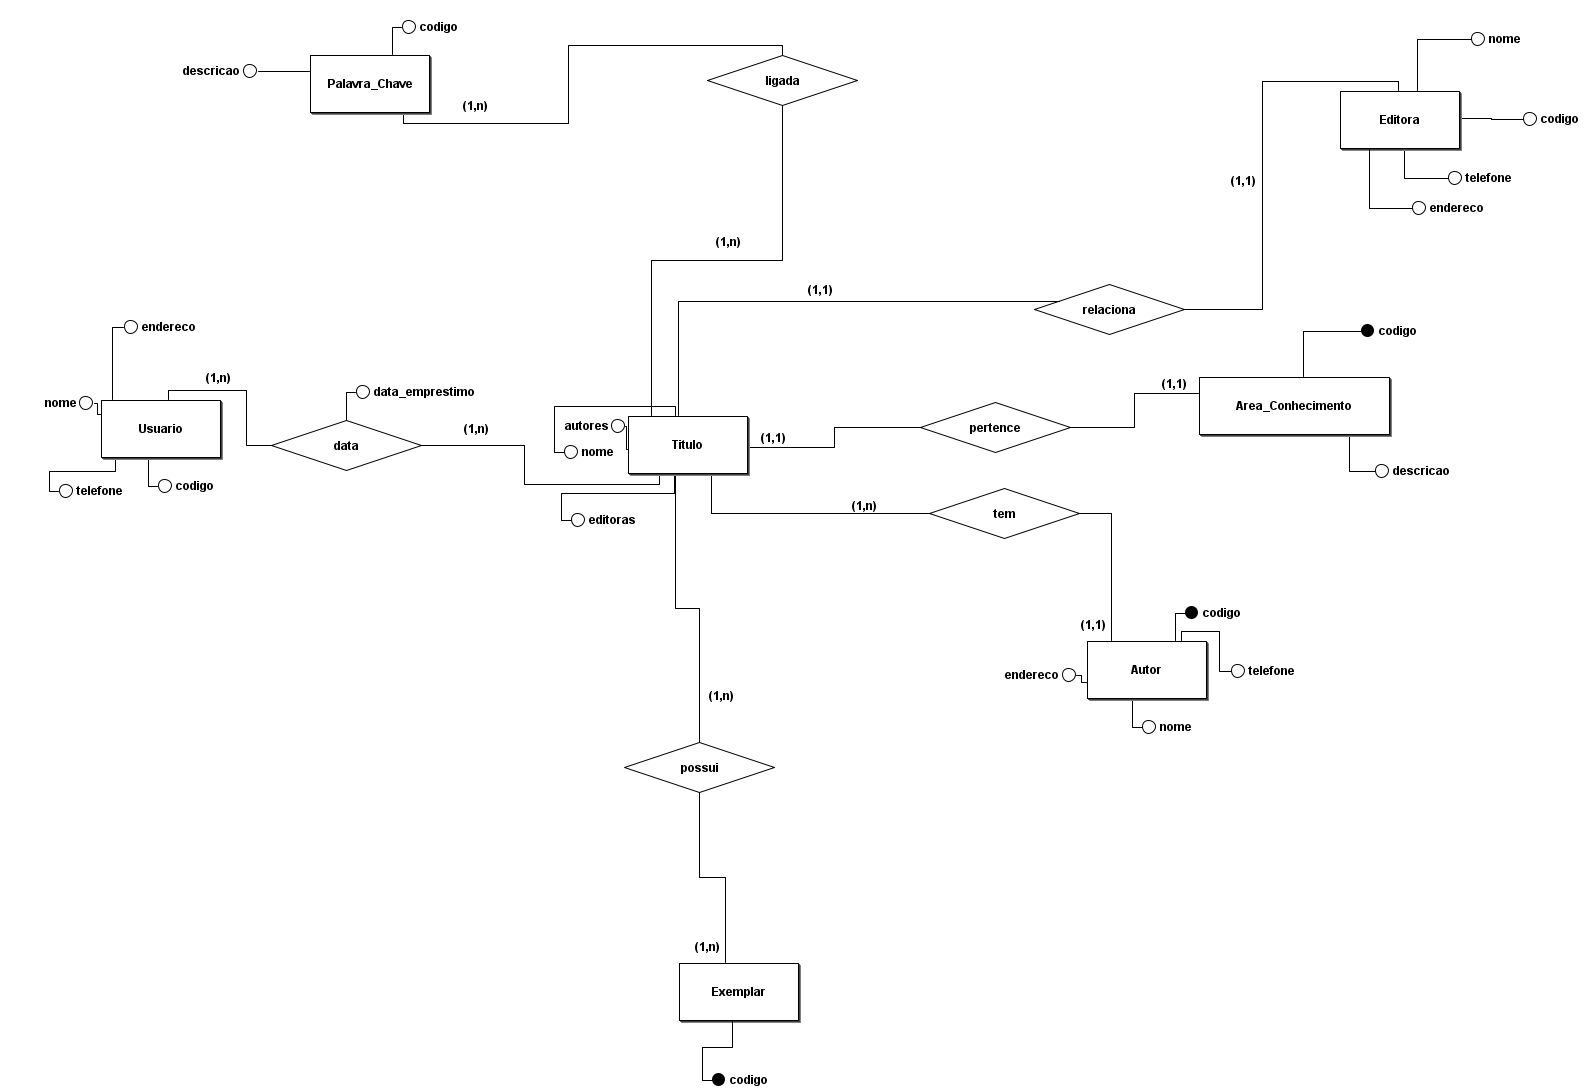 codigo
descricao
Palavra_Chave
(1,n)
ligada
nome
Editora
codigo
telefone
endereco
(1,1)
(1,n)
(1,1)
relaciona
codigo
(1,1)
Area_Conhecimento
descricao
endereco
(1,n)
nome
Usuario
telefone
codigo
data_emprestimo
data
(1,n)
autores
nome
Titulo
editoras
(1,1)
pertence
(1,n)
tem
codigo
(1,1)
Autor
telefone
endereco
nome
(1,n)
possui
(1,n)
Exemplar
codigo